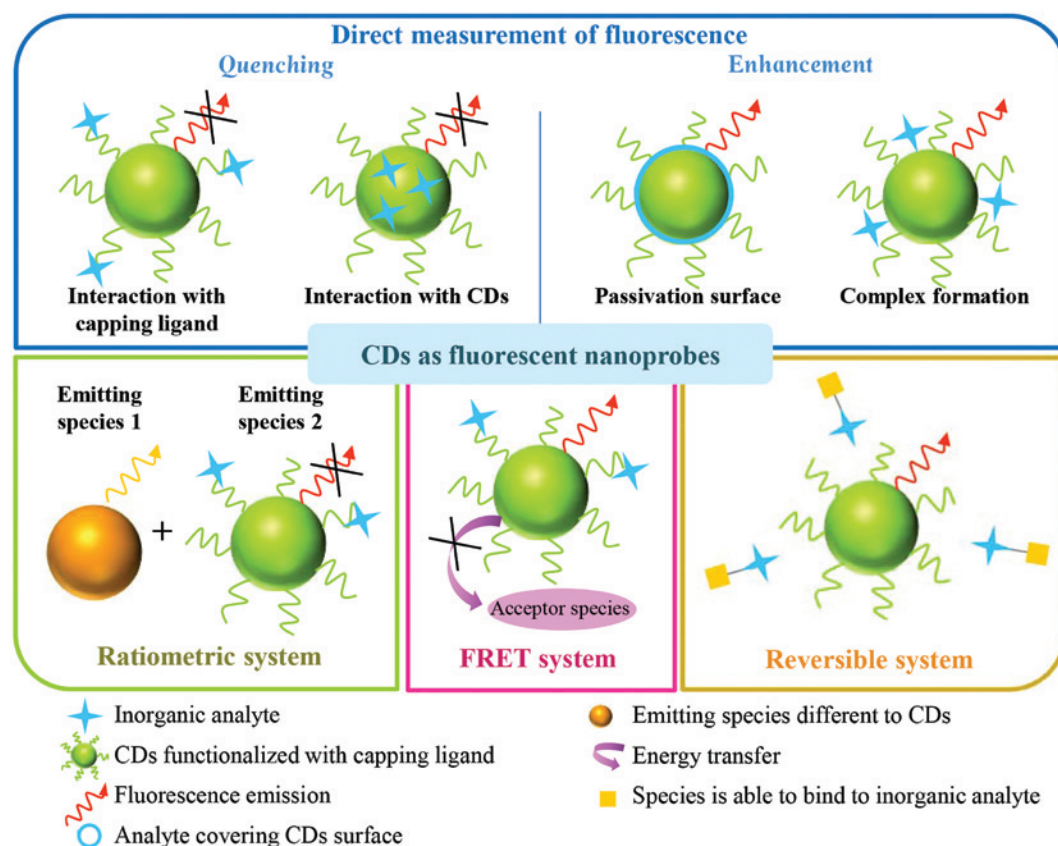 Direct measurement of fluorescence
Quenching
Enhancement
Interaction with
capping ligand
Interaction with CDs
Passivation surface
Complex formation
CDs as fluorescent nanoprobes
Emitting
species 1
Emitting
species 2
+
Ratiometric system
Acceptor species
FRET system
Reversible system
Inorganic analyte
CDs functionalized with capping ligand
Fluorescence emission
Analyte covering CDs surface
Emitting species different to CDs
Energy transfer
Species is able to bind to inorganic analyte